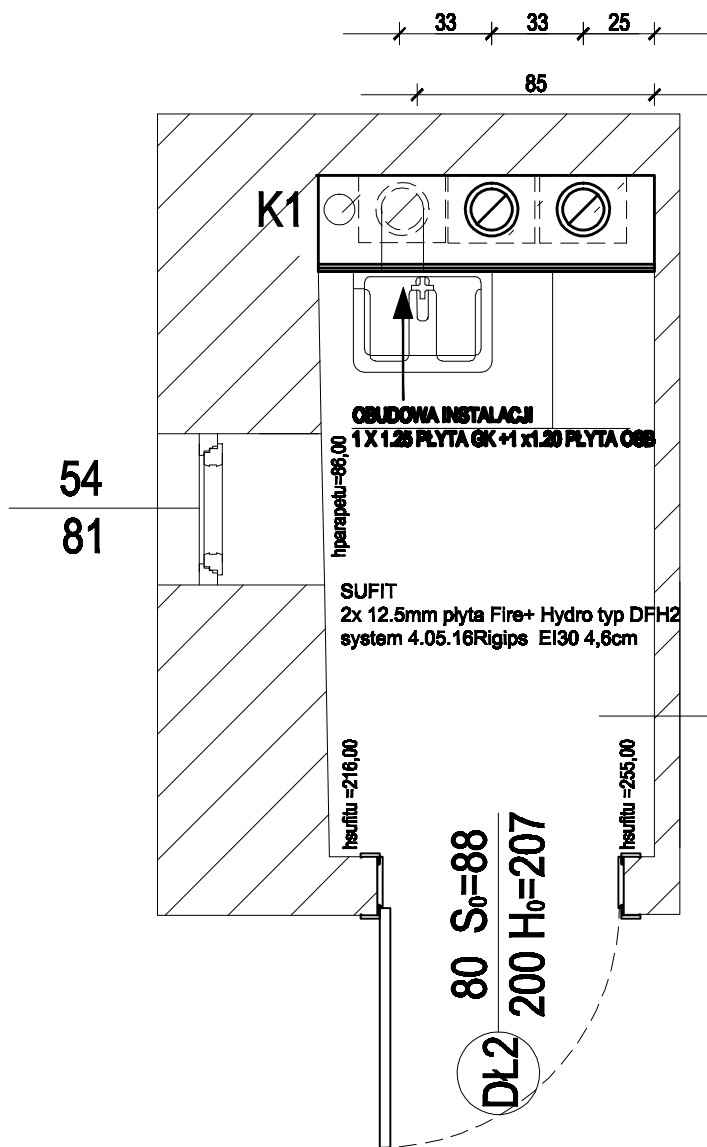 33 33 25
85
K1
OBUDOWA INSTALACJI
1 X 1.25 PŁYTA GK +1 x1.20 PŁYTA OSB
hparapetu=86,00
54
81
SUFIT
2x 12.5mm płyta Fire+ Hydro typ DFH2
system 4.05.16Rigips EI30 4,6cm
hsufitu =216,00
hsufitu =255,00
80 S₀=88
200 H₀=207
DŁ2